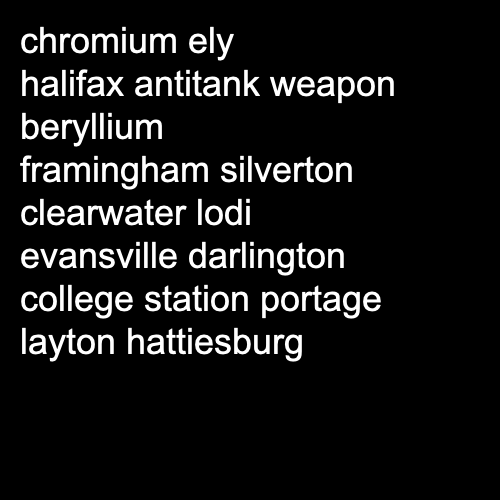 chromium ely
halifax antitank weapon
beryllium
framingham silverton
clearwater lodi
evansville darlington
college station portage
layton hattiesburg